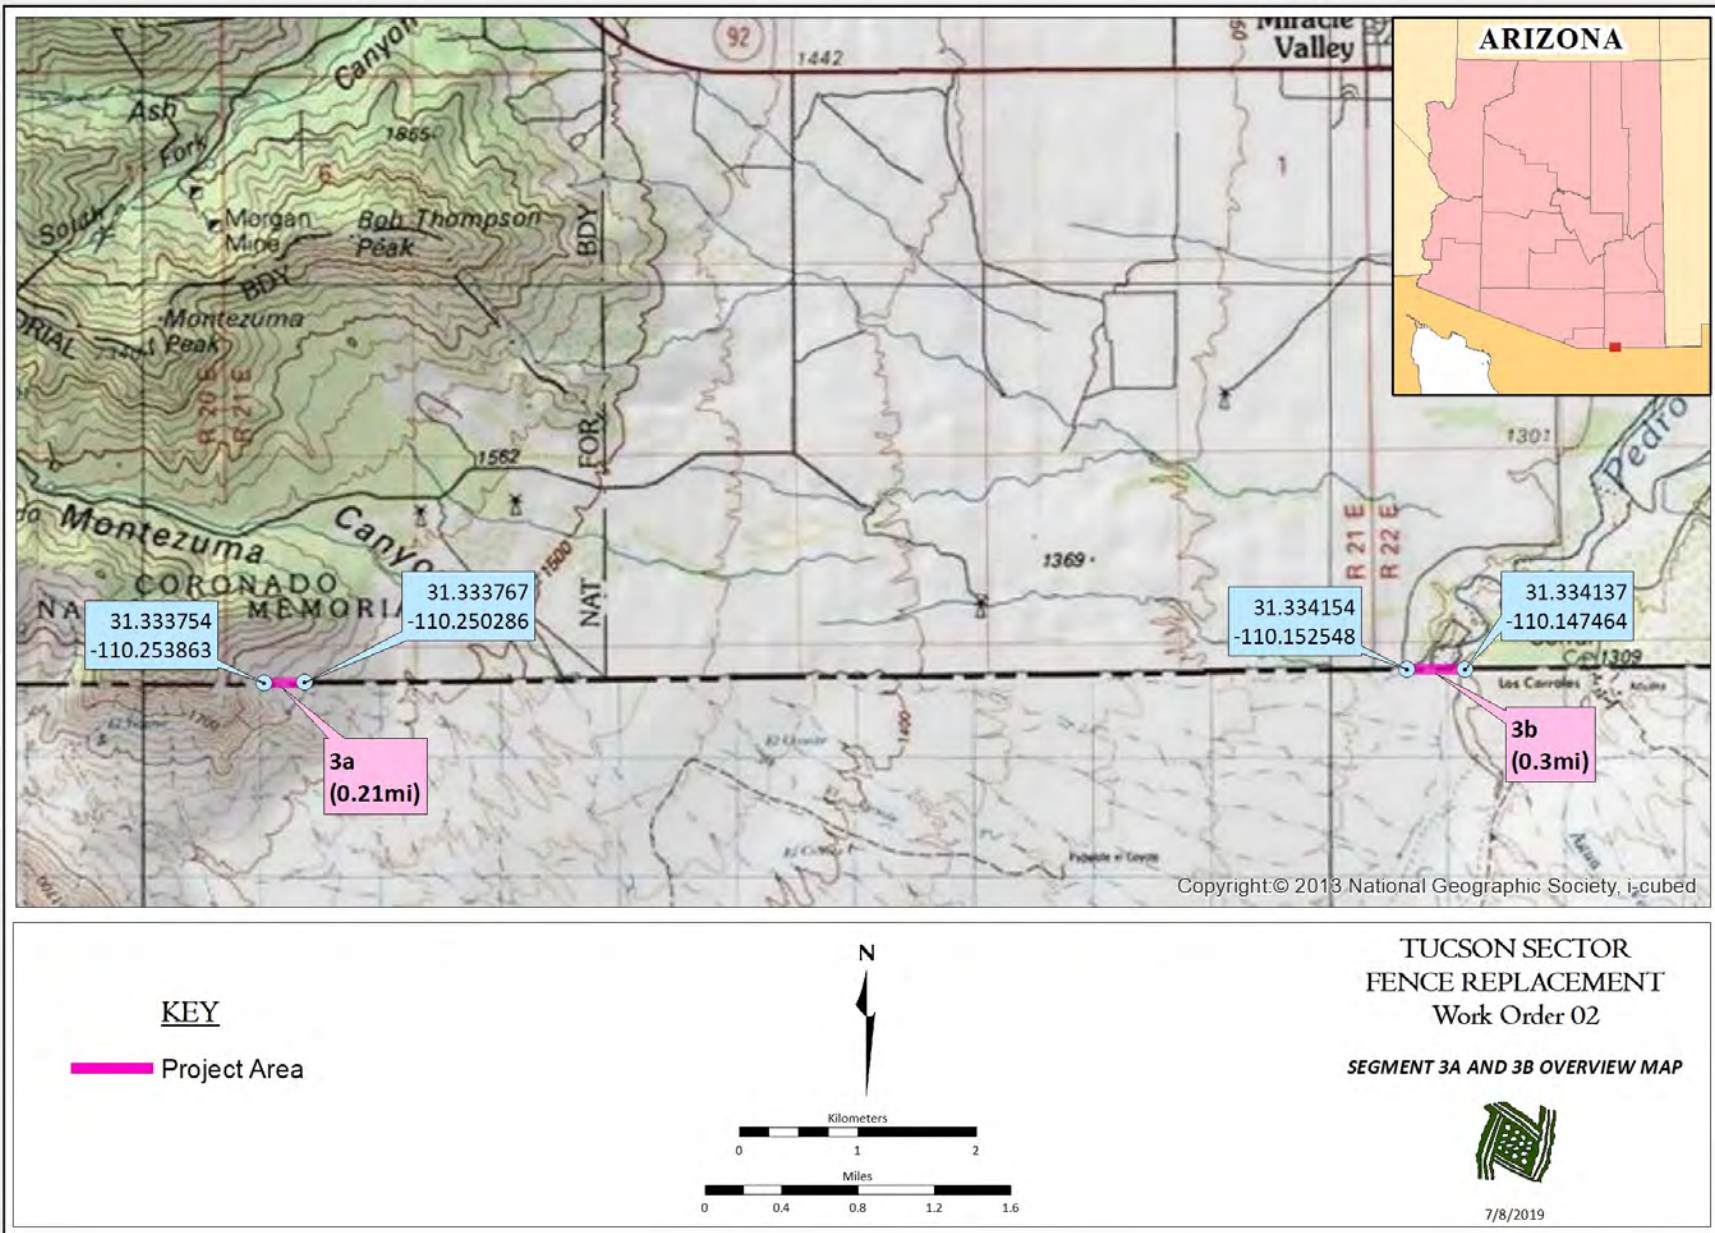 Miracle
Valley
92
1442
ARIZONA
Canyon
Ash
Fork
South
1865
6
1
Morgan
Mine
Bob Thompson
Peak
BDY
BDY
Montezuma
Peak
R 20 E
R 21 E
FOR
1562
1301
Pedro
Montezuma
Canyon
1500
1369
R 21 E
R 22 E
CORONADO
MEMORIAL
NAT
31.333754
-110.253863
31.333767
-110.250286
31.334154
-110.152548
31.334137
-110.147464
1309
Los Corrales
1700
1400
3a
(0.21mi)
3b
(0.3mi)
Copyright:© 2013 National Geographic Society, i-cubed
KEY
Project Area
N
Kilometers
0 1 2
Miles
0 0.4 0.8 1.2 1.6
TUCSON SECTOR
FENCE REPLACEMENT
Work Order 02
SEGMENT 3A AND 3B OVERVIEW MAP
7/8/2019